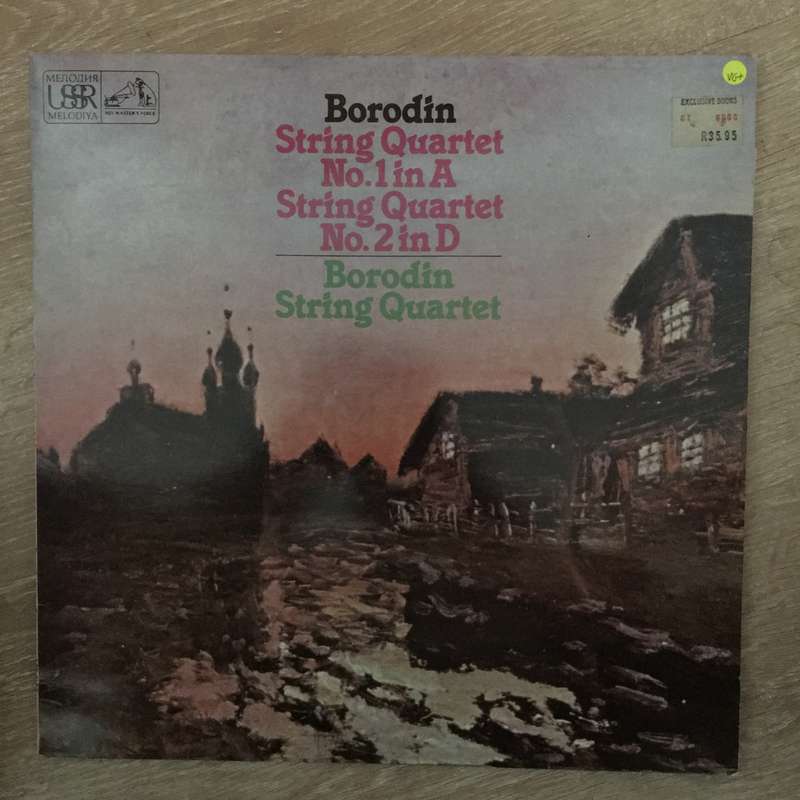 МЕЛОДИЯ
USSR
MELODIYA
HIS MASTER'S VOICE
Borodin
String Quartet
No.1 in A
String Quartet
No. 2 in D
Borodin
String Quartet
VG+
EXCLUSIVE BOOKS
R35.95